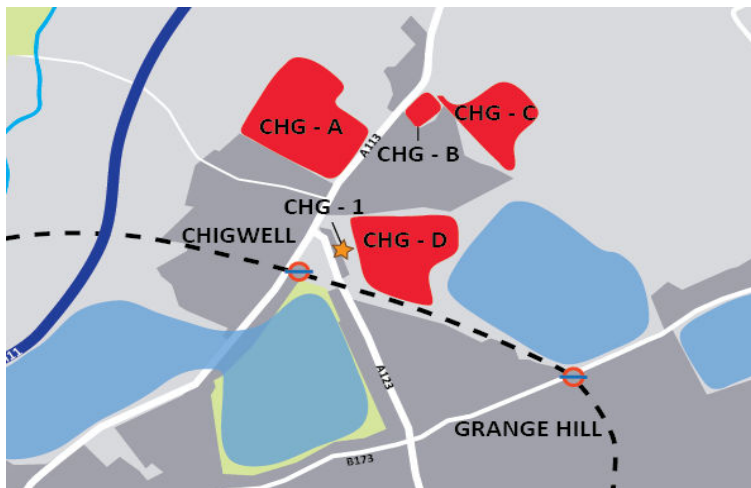 CHG - A
CHG - C
A113
CHG - B
CHG - 1
CHIGWELL
CHG - D
A123
GRANGE HILL
B173